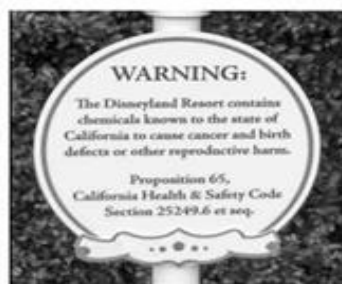 WARNING:
The Disneyland Resort contains
chemicals known to the state of
California to cause cancer and birth
defects or other reproductive harm.
Proposition 65,
California Health & Safety Code
Section 25249.6 et seq.